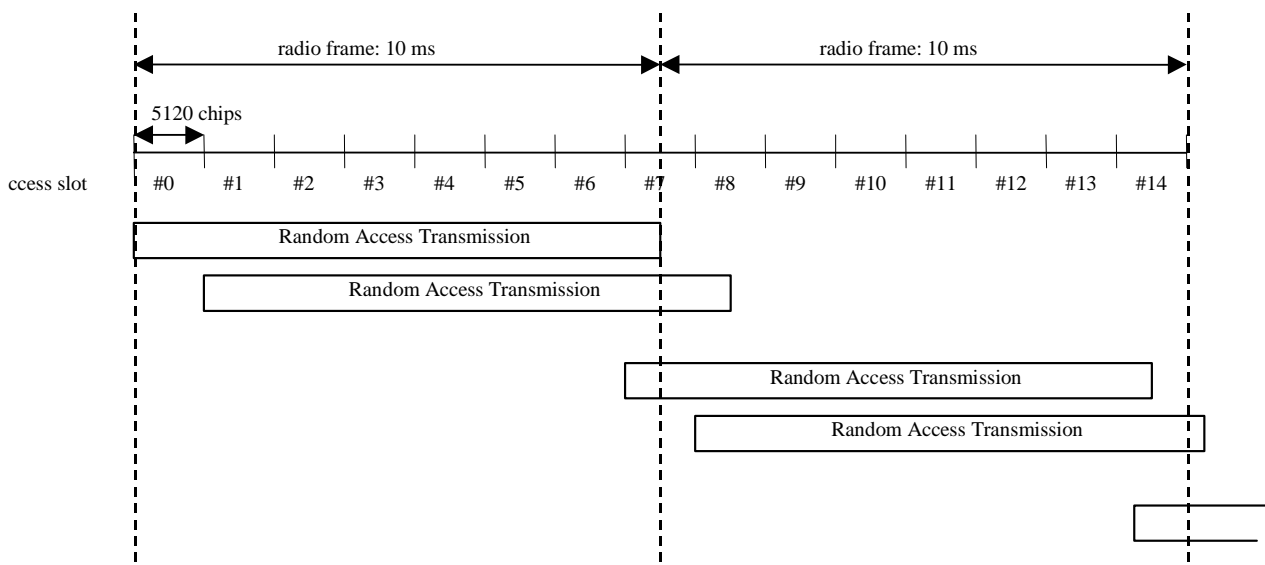 radio frame: 10 ms radio frame: 10 ms
5120 chips
ccess slot #0 #1 #2 #3 #4 #5 #6 #7 #8 #9 #10 #11 #12 #13 #14
Random Access Transmission
Random Access Transmission
Random Access Transmission
Random Access Transmission